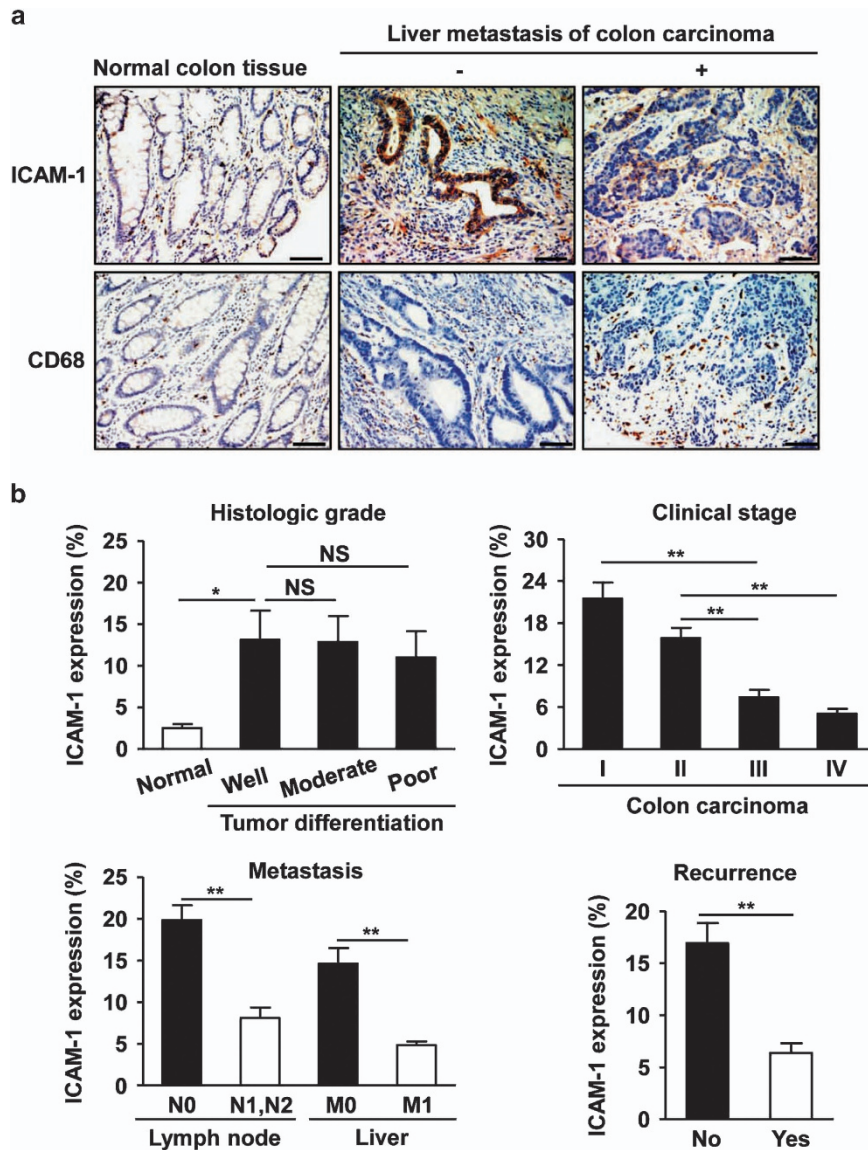 a
Liver metastasis of colon carcinoma
Normal colon tissue
-
+
ICAM-1
CD68
b
Histologic grade
ICAM-1 expression (%)
25
20
15
10
5
0
*
NS
NS
Normal
Well
Moderate
Poor
Tumor differentiation
Clinical stage
ICAM-1 expression (%)
30
24
18
12
6
0
**
**
**
I
II
III
IV
Colon carcinoma
Metastasis
ICAM-1 expression (%)
25
20
15
10
5
0
**
**
N0
N1,N2
M0
M1
Lymph node
Liver
Recurrence
ICAM-1 expression (%)
20
15
10
5
0
**
No
Yes